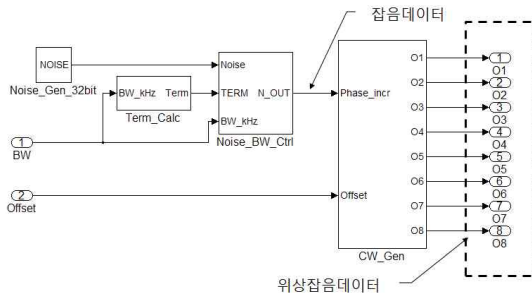 잡음데이터
NOISE
Noise_Gen_32bit
BW_kHz Term
Term_Calc
Noise
TERM N_OUT
BW_kHz
Noise_BW_Ctrl
1
BW
2
Offset
Phase_incr
Offset
O1
O2
O3
O4
O5
O6
O7
O8
CW_Gen
1
O1
2
O2
3
O3
4
O4
5
O5
6
O6
7
O7
8
O8
위상잡음데이터